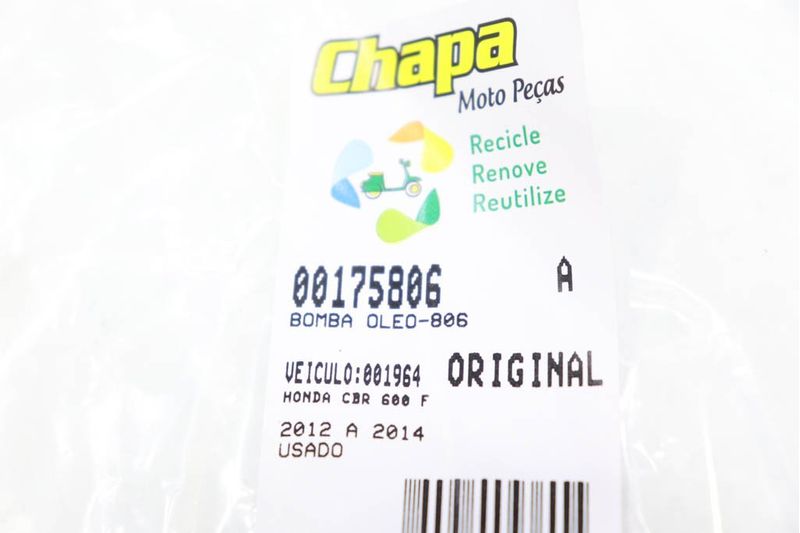 Chapa
Moto Peças
Recicle
Renove
Reutilize
00175806 A
BOMBA OLEO-806
VEICULO:001964 ORIGINAL
HONDA CBR 600 F
2012 A 2014
USADO